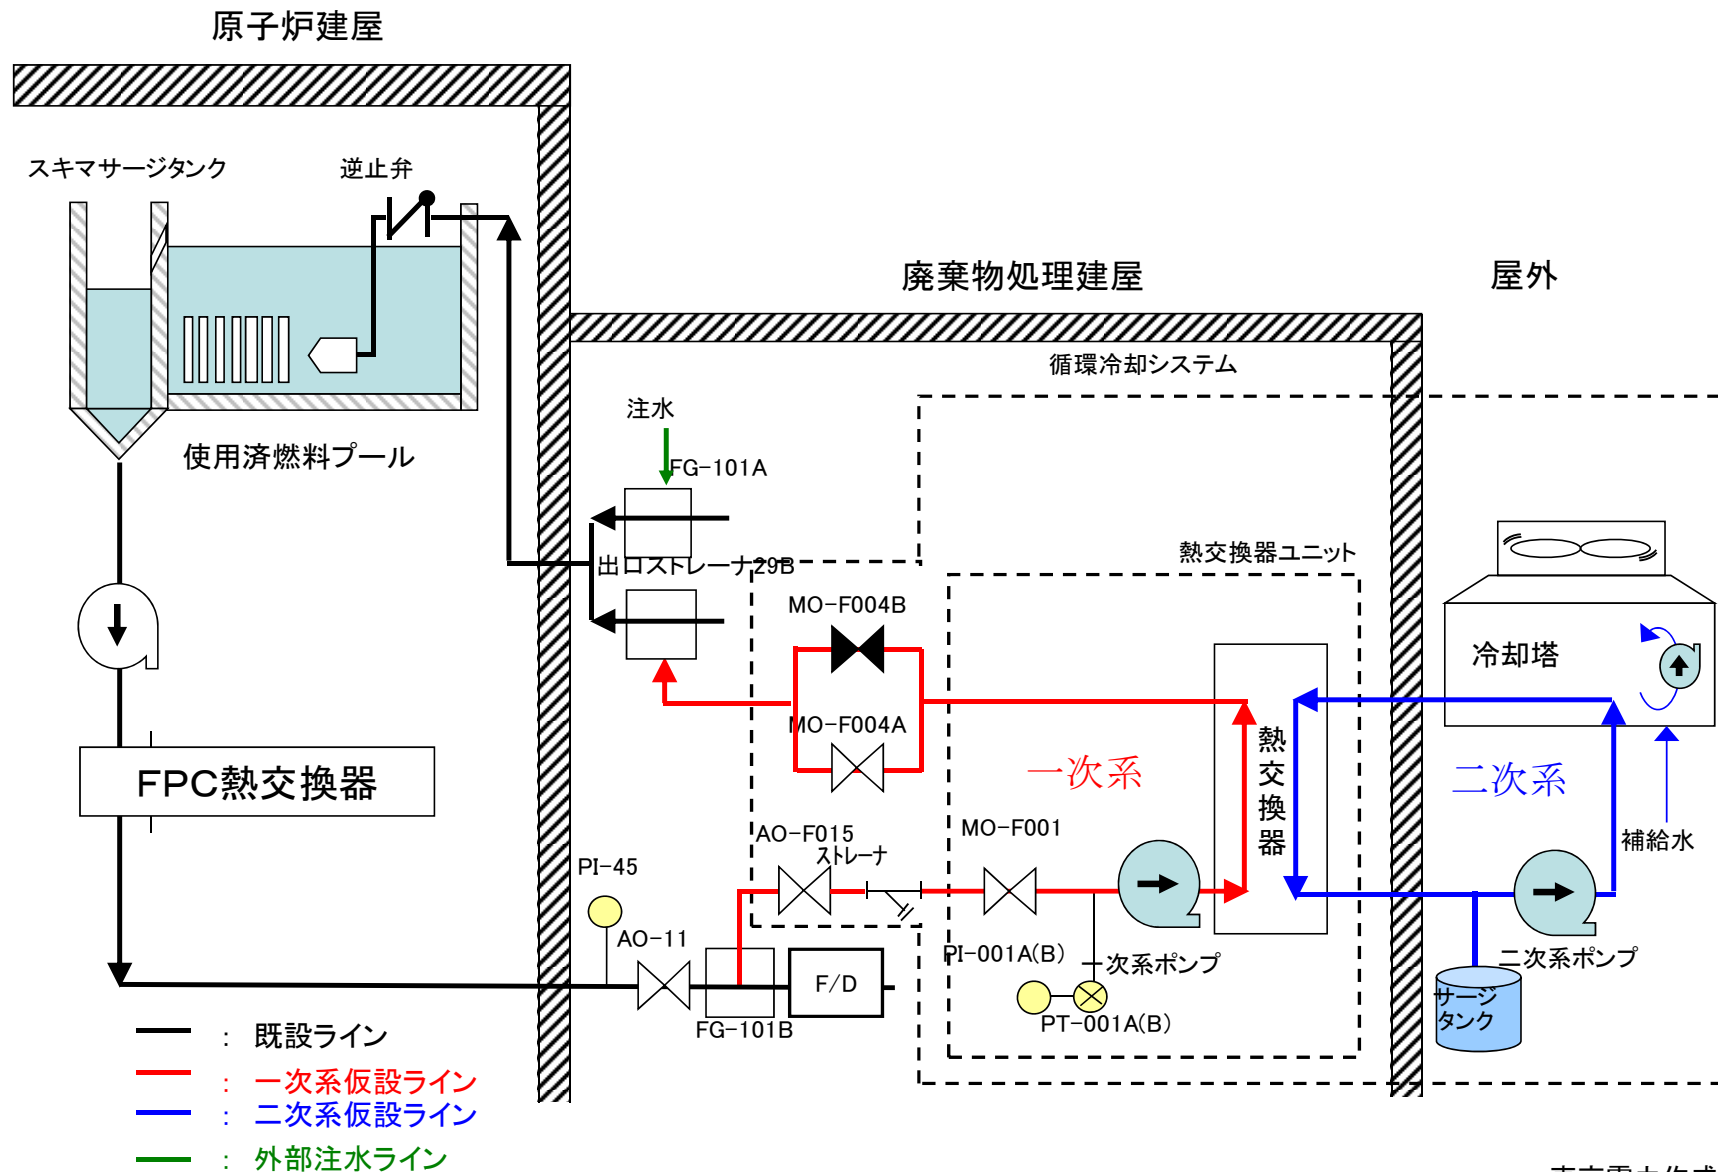 原子炉建屋
スキマサージタンク
逆止弁
廃棄物処理建屋
屋外
循環冷却システム
注水
FG-101A
使用済燃料プール
熱交換器ユニット
出口ストレーナ29B
MO-F004B
冷却塔
MO-F004A
熱交換器
一次系
二次系
FPC熱交換器
MO-F001
AO-F015
ストレーナ
補給水
PI-45
AO-11
PI-001A(B)
一次系ポンプ
二次系ポンプ
F/D
サージ
タンク
FG-101B
PT-001A(B)
: 既設ライン
: 一次系仮設ライン
: 二次系仮設ライン
: 外部注水ライン